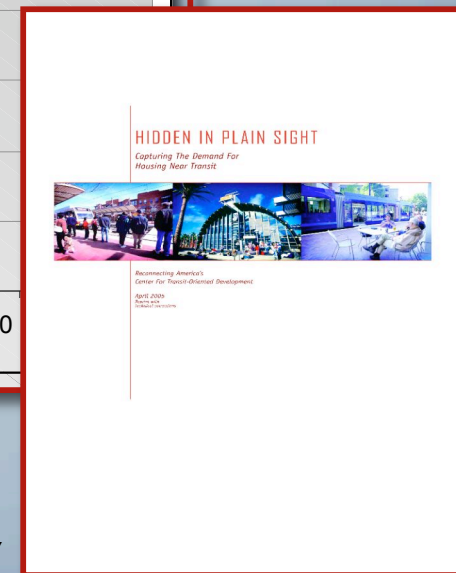 HIDDEN IN PLAIN SIGHT
Capturing The Demand For
Housing Near Transit
Reconnecting America's
Center For Transit-Oriented Development
April 2005
0